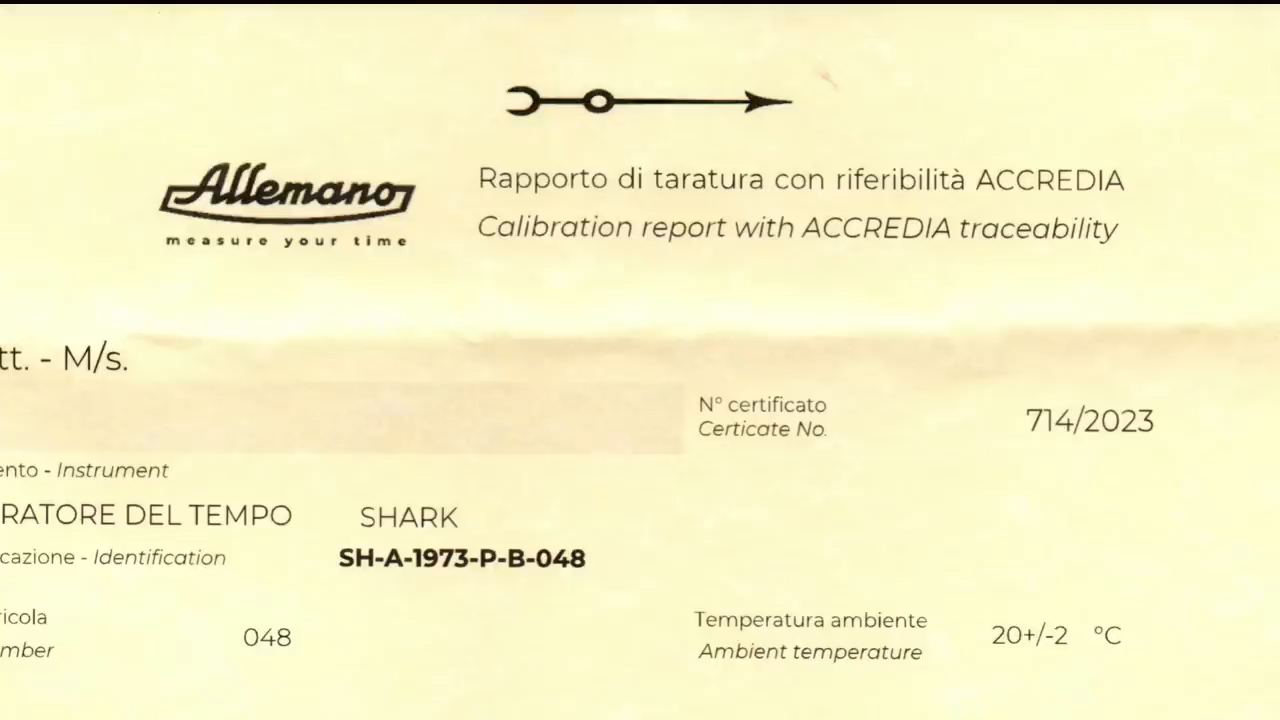 Allemano
measure your time
Rapporto di taratura con riferibilità ACCREDIA
Calibration report with ACCREDIA traceability
tt. - M/s.
N° certificato
Certicate No.
714/2023
ento - Instrument
RATORE DEL TEMPO SHARK
cazione - Identification SH-A-1973-P-B-048
ricola
mber
048
Temperatura ambiente
Ambient temperature
20+/-2 °C